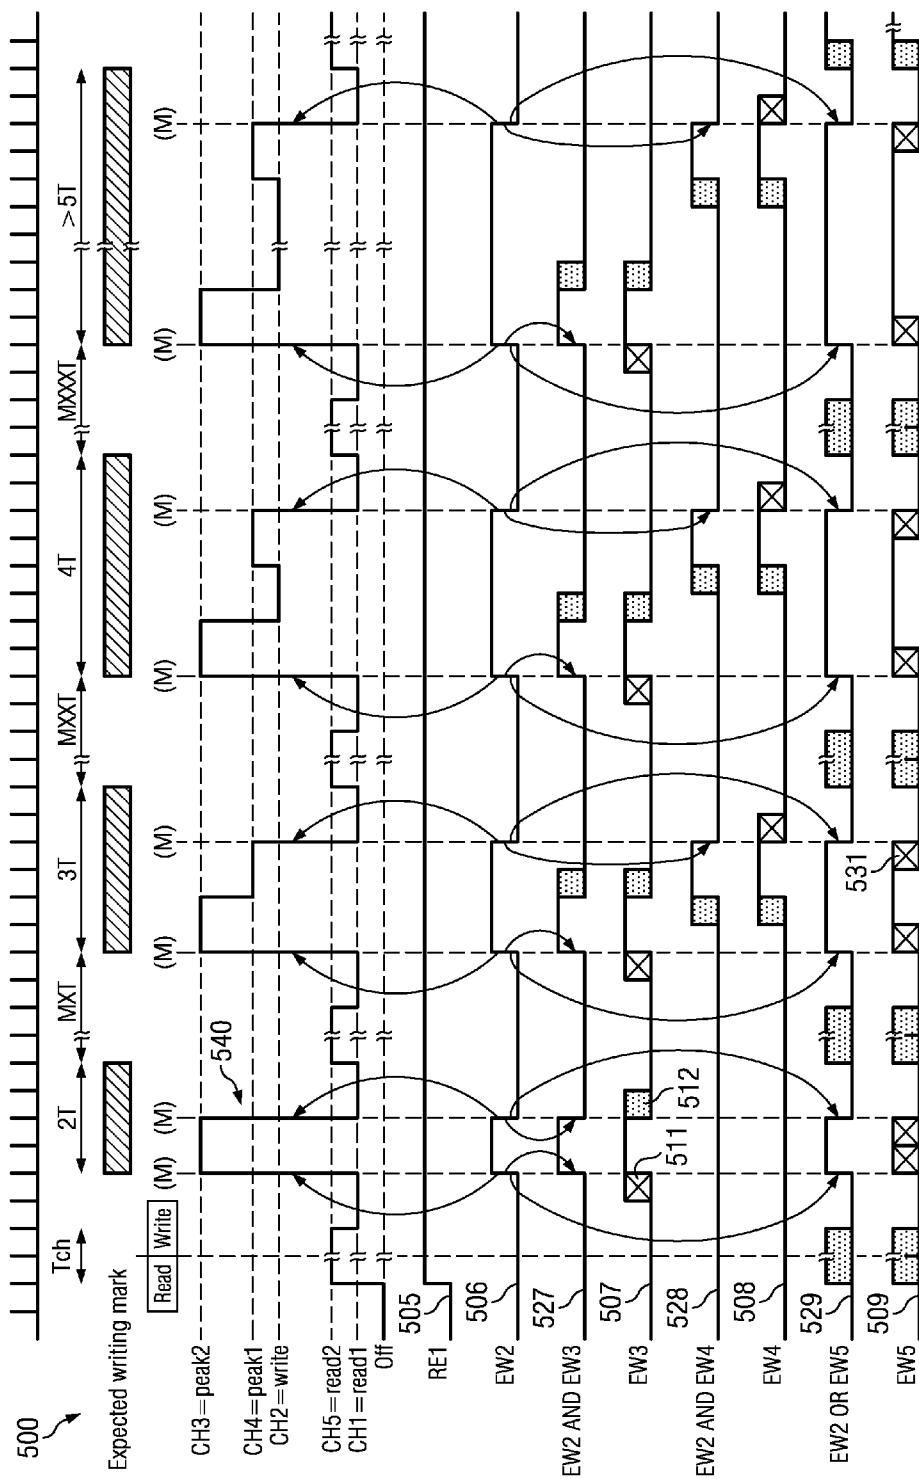 500
Tch
2T
MXT
3T
MXXT
4T
MXXXT
> 5T
Expected writing mark
Read
Write
(M) (M) (M) (M) (M) (M) (M) (M)
CH3=peak2
CH4=peak1
540
CH2=write
CH5=read2
CH1=read1
Off
RE1
505
EW2
506
EW2 AND EW3
527
EW3
507
511
512
EW2 AND EW4
528
EW4
508
EW2 OR EW5
529
EW5
509
531